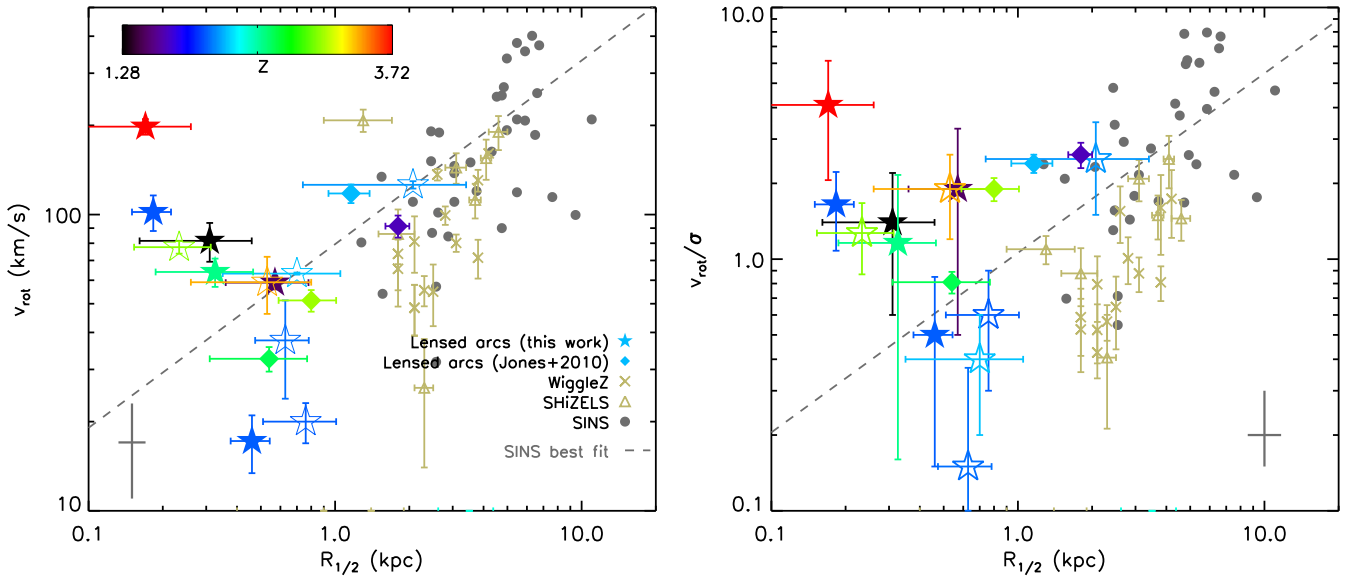 1.28
Z
3.72
100
10
v_rot (km/s)
0.1
1.0
10.0
R_1/2 (kpc)
Lensed arcs (this work)
Lensed arcs (Jones+2010)
WiggleZ
SHiZELS
SINS
SINS best fit
10.0
1.0
0.1
v_rot/σ
0.1
1.0
10.0
R_1/2 (kpc)